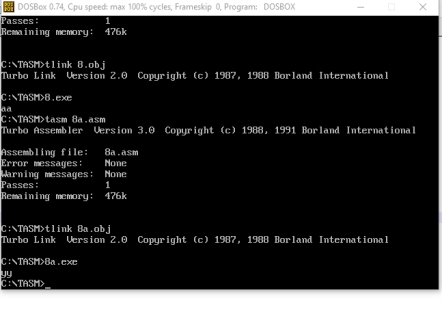 DOSBox 0.74, Cpu speed: max 100% cycles, Frameskip 0, Program: DOSBOX
Passes: 1
Remaining memory: 476k
C:\TASM>tlink 8.obj
Turbo Link Version 2.0 Copyright (c) 1987, 1988 Borland International
C:\TASM>8.exe
aa
C:\TASM>tasm 8a.asm
Turbo Assembler Version 3.0 Copyright (c) 1988, 1991 Borland International
Assembling file: 8a.asm
Error messages: None
Warning messages: None
Passes: 1
Remaining memory: 476k
C:\TASM>tlink 8a.obj
Turbo Link Version 2.0 Copyright (c) 1987, 1988 Borland International
C:\TASM>8a.exe
yy
C:\TASM>_